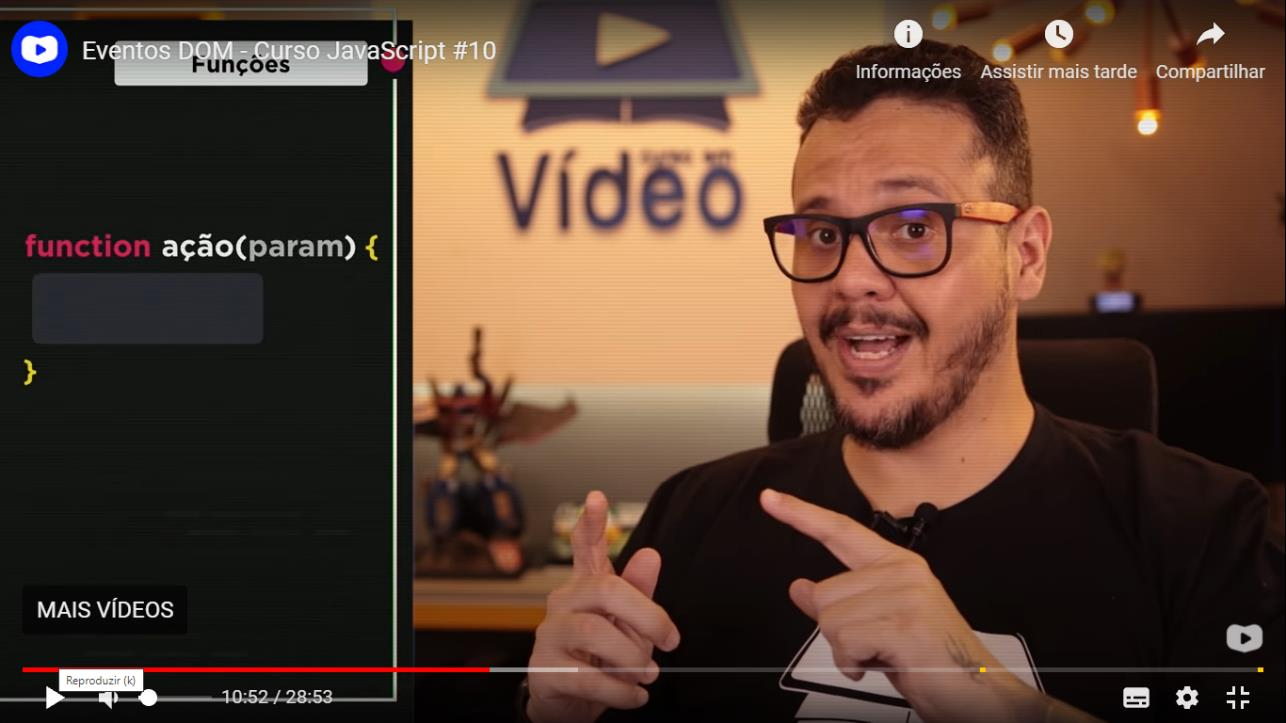 Eventos DOM - Curso JavaScript #10
Funções
Informações
Assistir mais tarde
Compartilhar
Vídeo
function ação(param) {
}
MAIS VÍDEOS
Reproduzir (k)
10:52 / 28:53